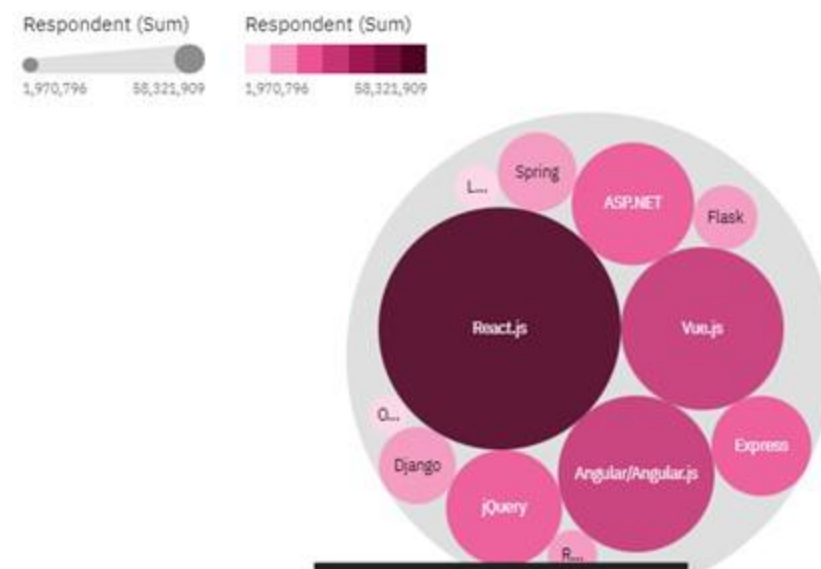 Respondent (Sum)
1,970,796 58,321,909
Respondent (Sum)
1,970,796 58,321,909
L...
Spring
ASP.NET
Flask
React.js
Vue.js
O...
Django
jQuery
Angular/Angular.js
Express
R...